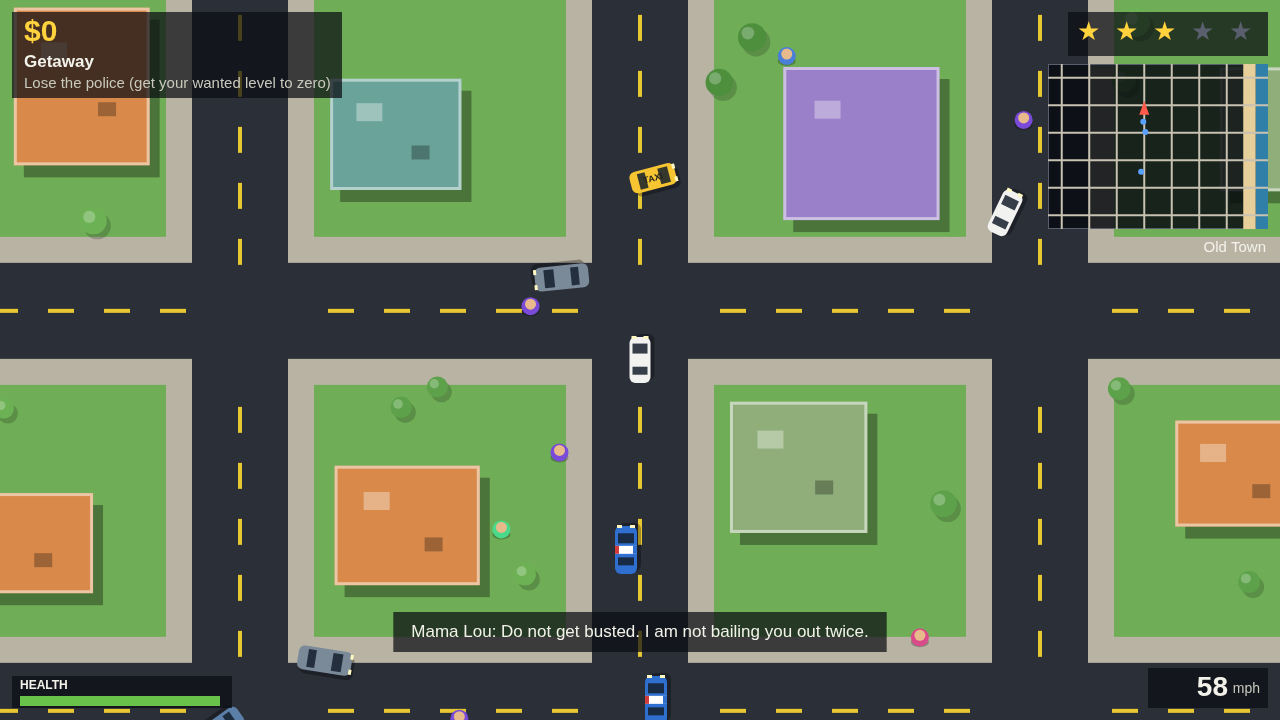 $0
Getaway
Lose the police (get your wanted level to zero)
TAXI
Old Town
Mama Lou: Do not get busted. I am not bailing you out twice.
HEALTH
58 mph